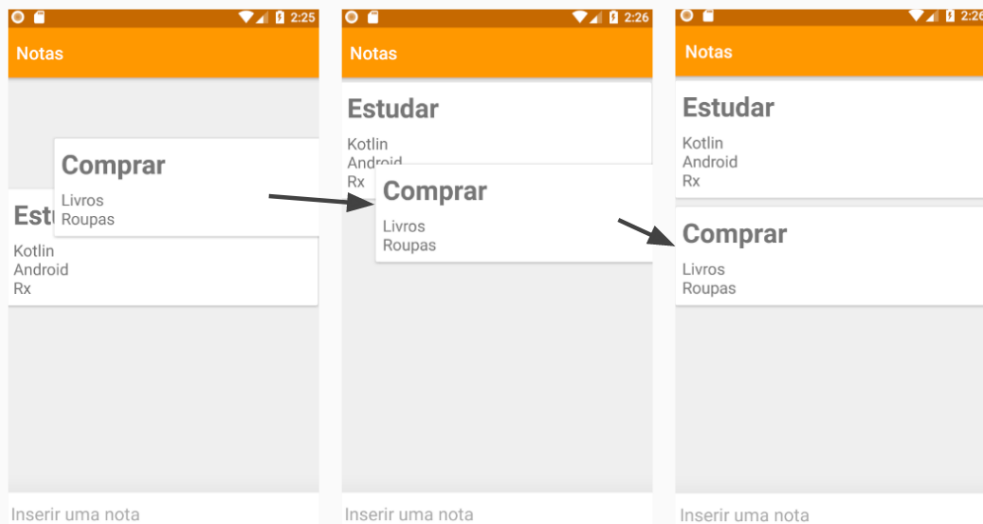 2:25
Notas
Comprar
Livros
Roupas
Est
Kotlin
Android
Rx
Inserir uma nota
2:26
Notas
Estudar
Kotlin
Android
Rx
Comprar
Livros
Roupas
Inserir uma nota
2:26
Notas
Estudar
Kotlin
Android
Rx
Comprar
Livros
Roupas
Inserir uma nota